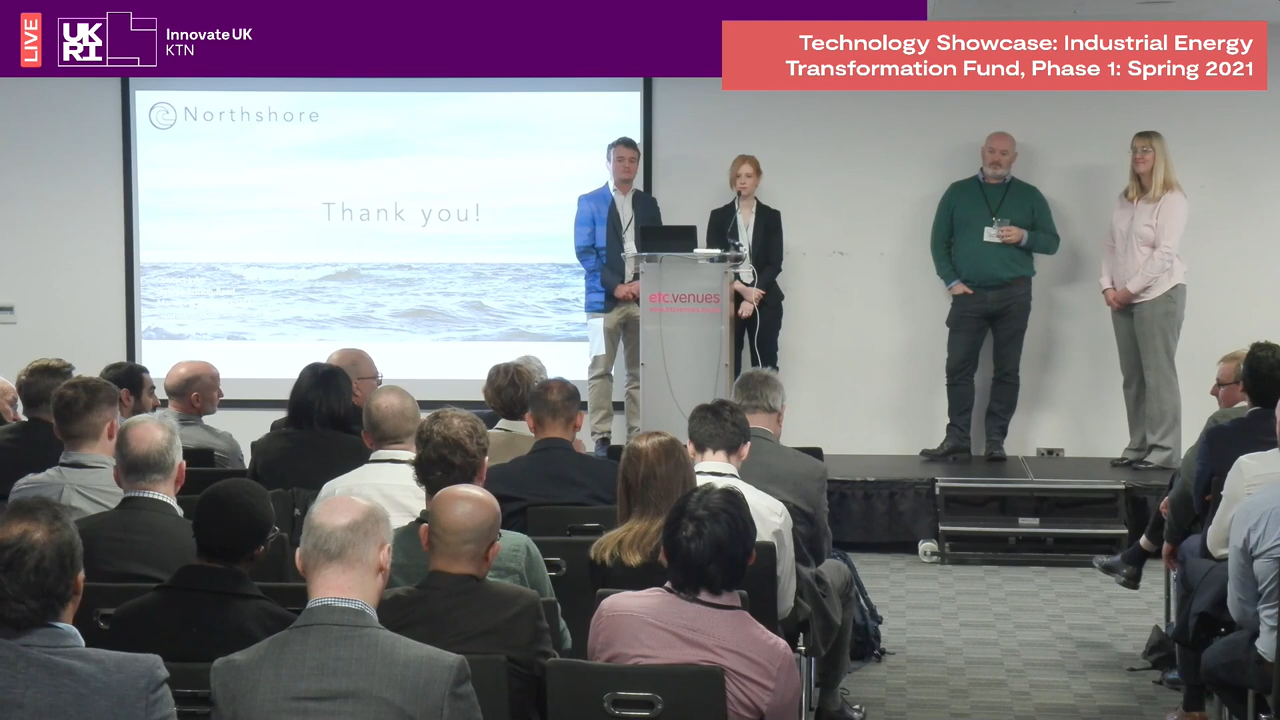 LIVE
UK
RI
Innovate UK
KTN
Technology Showcase: Industrial Energy
Transformation Fund, Phase 1: Spring 2021
Northshore
Thank you!
etc.venues